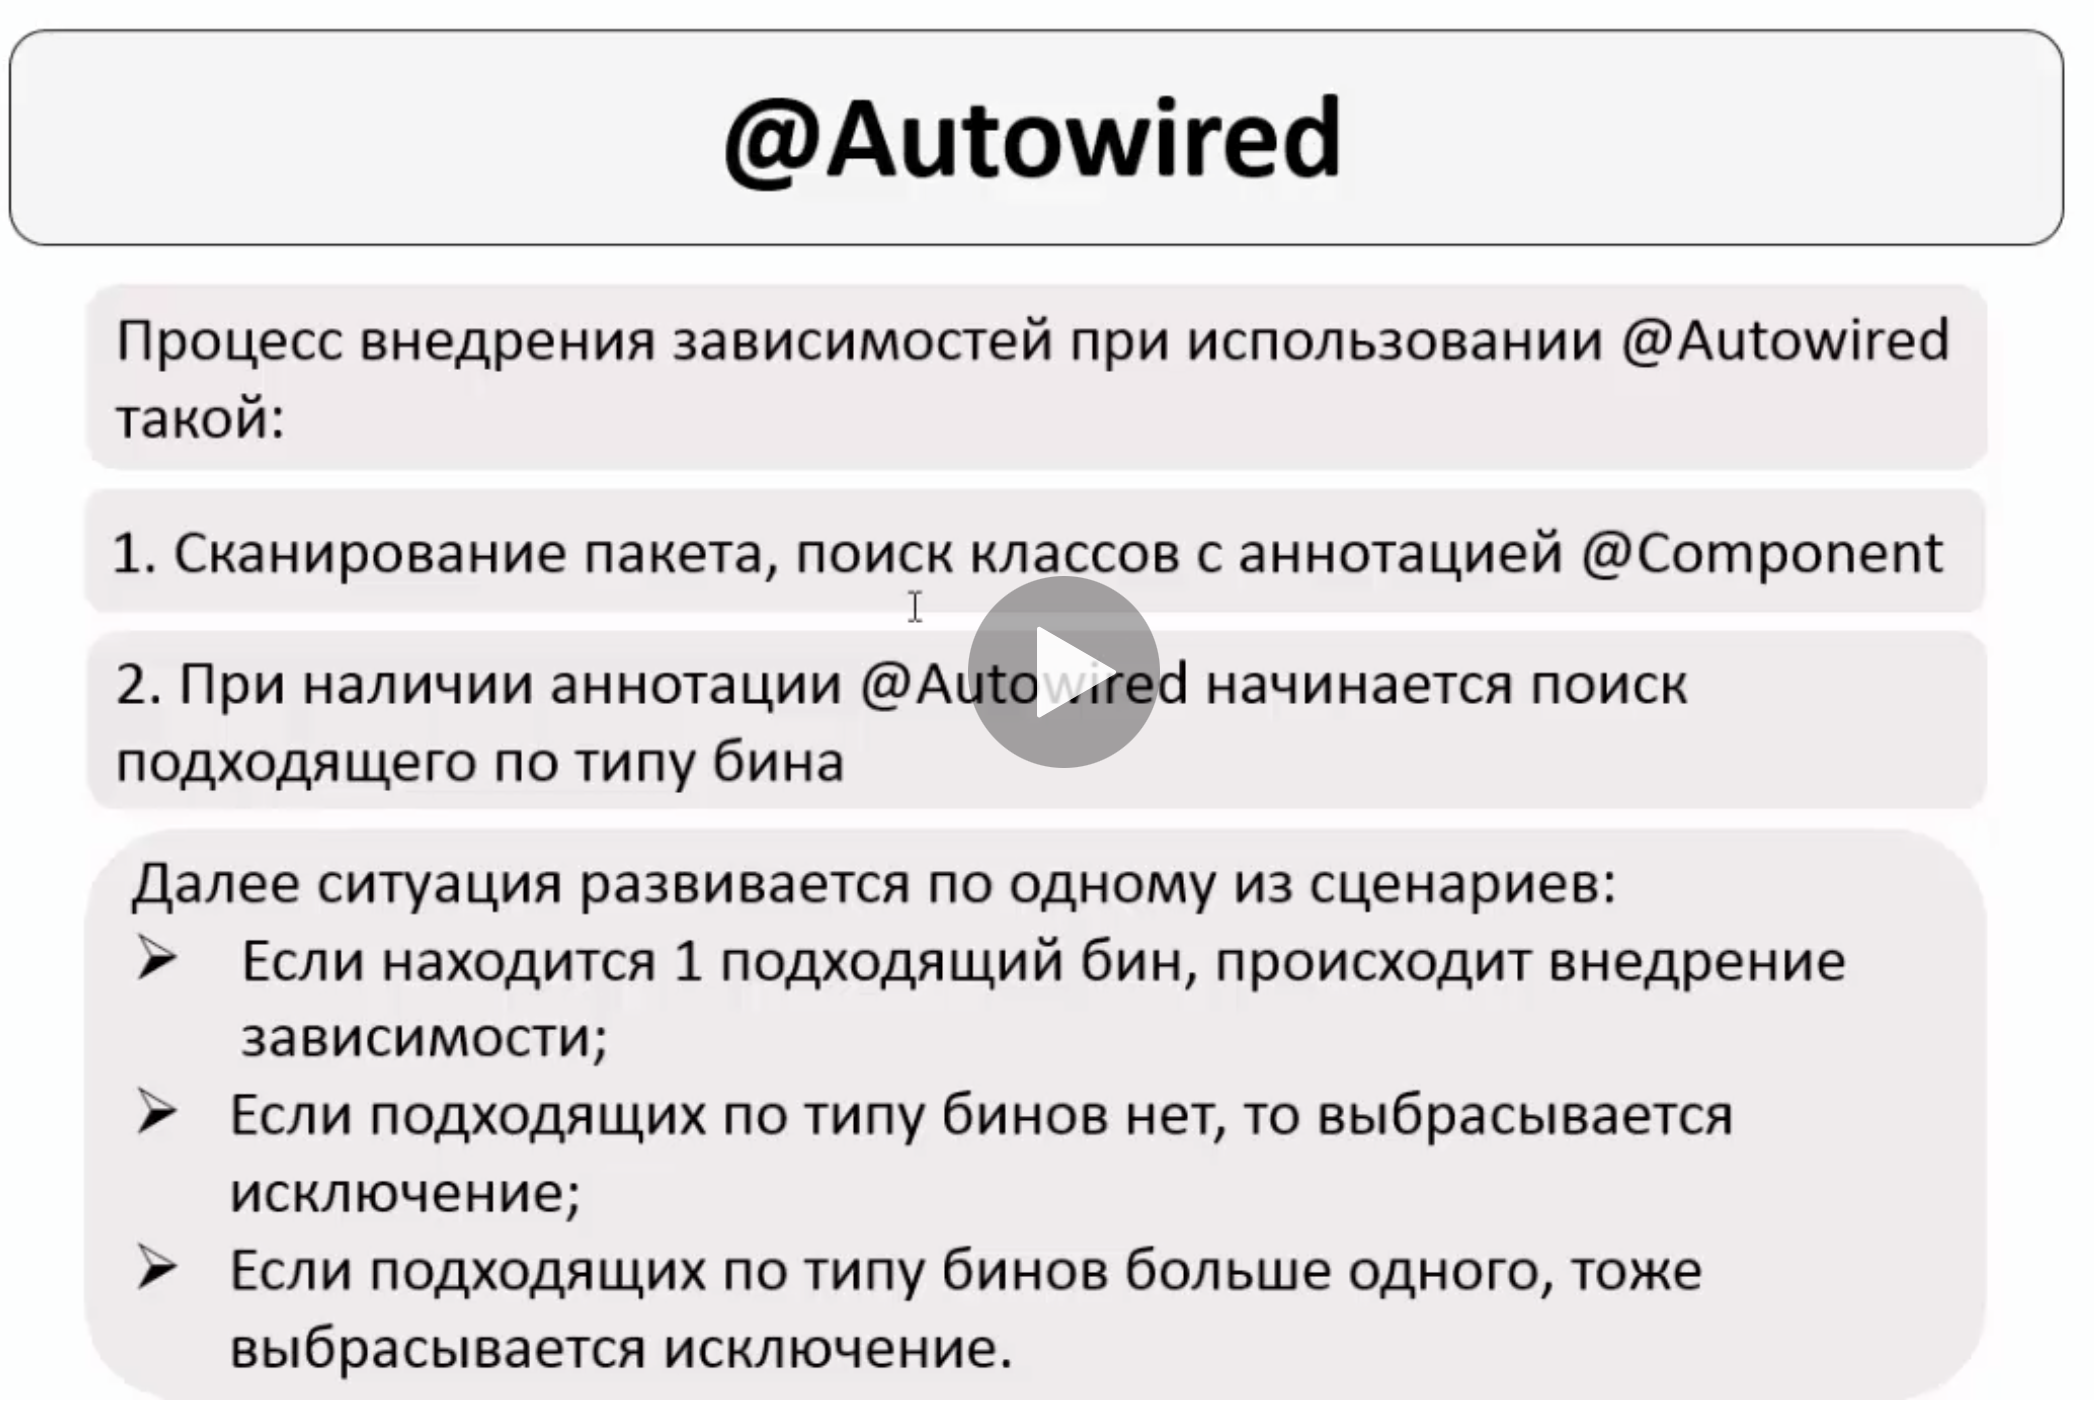 @Autowired
Процесс внедрения зависимостей при использовании @Autowired
такой:
1. Сканирование пакета, поиск классов с аннотацией @Component
2. При наличии аннотации @Autowired начинается поиск
подходящего по типу бина
Далее ситуация развивается по одному из сценариев:
➢ Если находится 1 подходящий бин, происходит внедрение
зависимости;
➢ Если подходящих по типу бинов нет, то выбрасывается
исключение;
➢ Если подходящих по типу бинов больше одного, тоже
выбрасывается исключение.